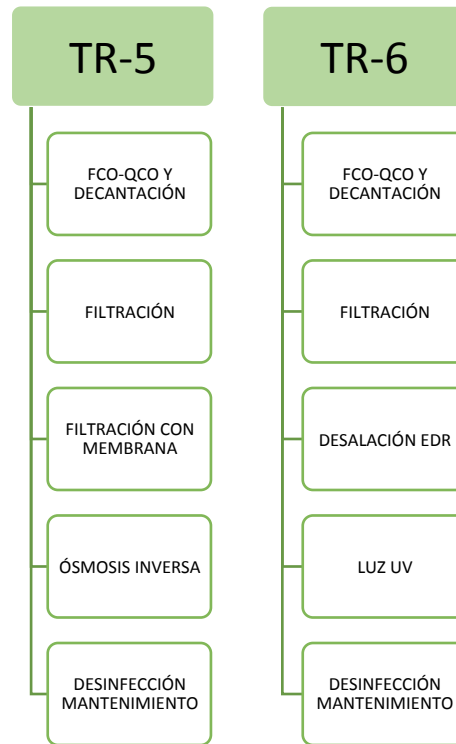 TR-5
FCO-QCO Y
DECANTACIÓN
FILTRACIÓN
FILTRACIÓN CON
MEMBRANA
ÓSMOSIS INVERSA
DESINFECCIÓN
MANTENIMIENTO
TR-6
FCO-QCO Y
DECANTACIÓN
FILTRACIÓN
DESALACIÓN EDR
LUZ UV
DESINFECCIÓN
MANTENIMIENTO